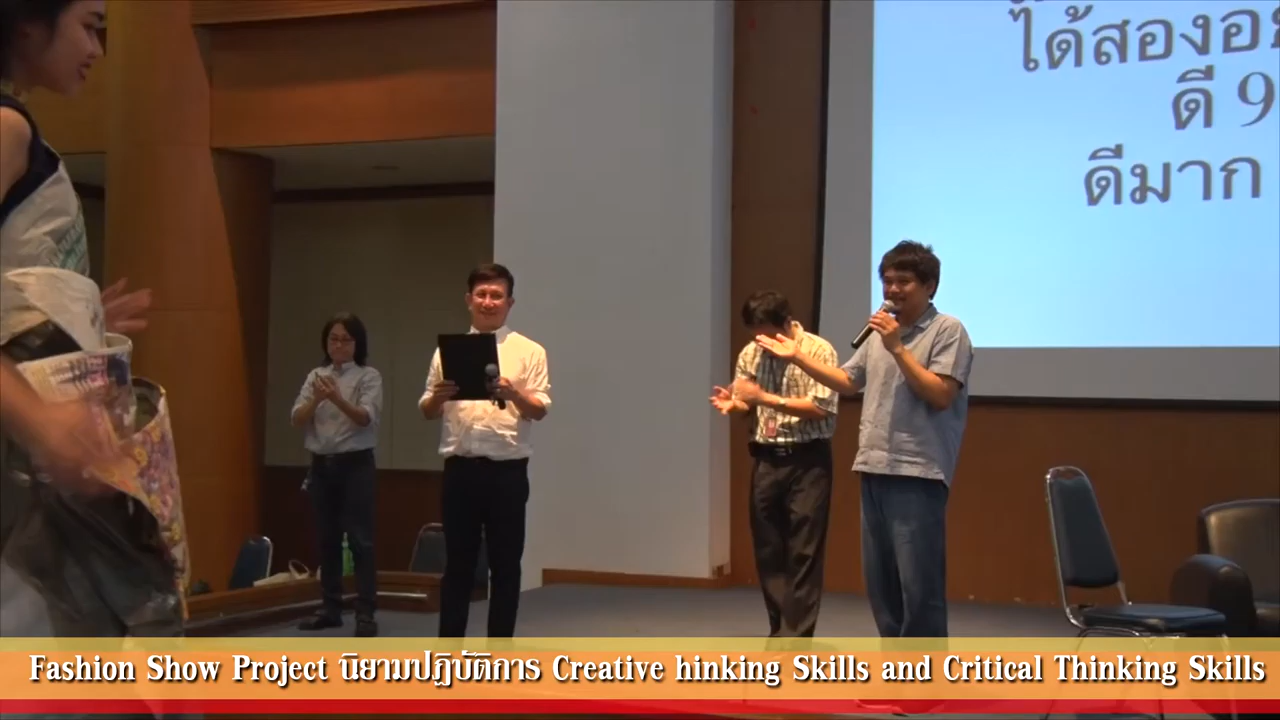 ได้สองอ
ดี 9
ดีมาก
Fashion Show Project นิยามปฏิบัติการ Creative hinking Skills and Critical Thinking Skills